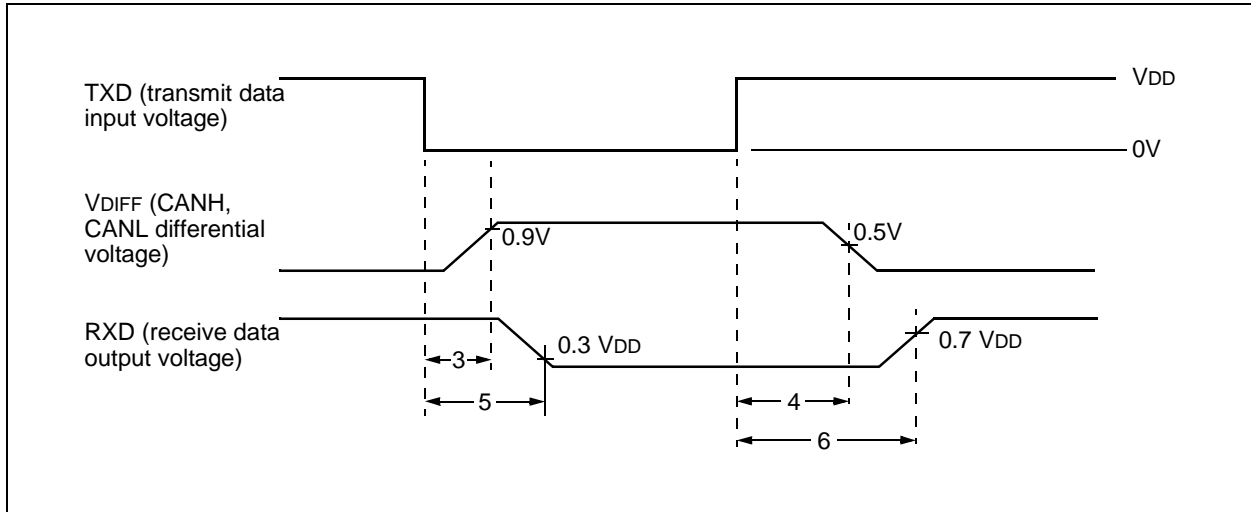 TXD (transmit data
input voltage)
VDD
0V
VDIFF (CANH,
CANL differential
voltage)
0.9V
0.5V
RXD (receive data
output voltage)
0.3 VDD
0.7 VDD
3
5
4
6